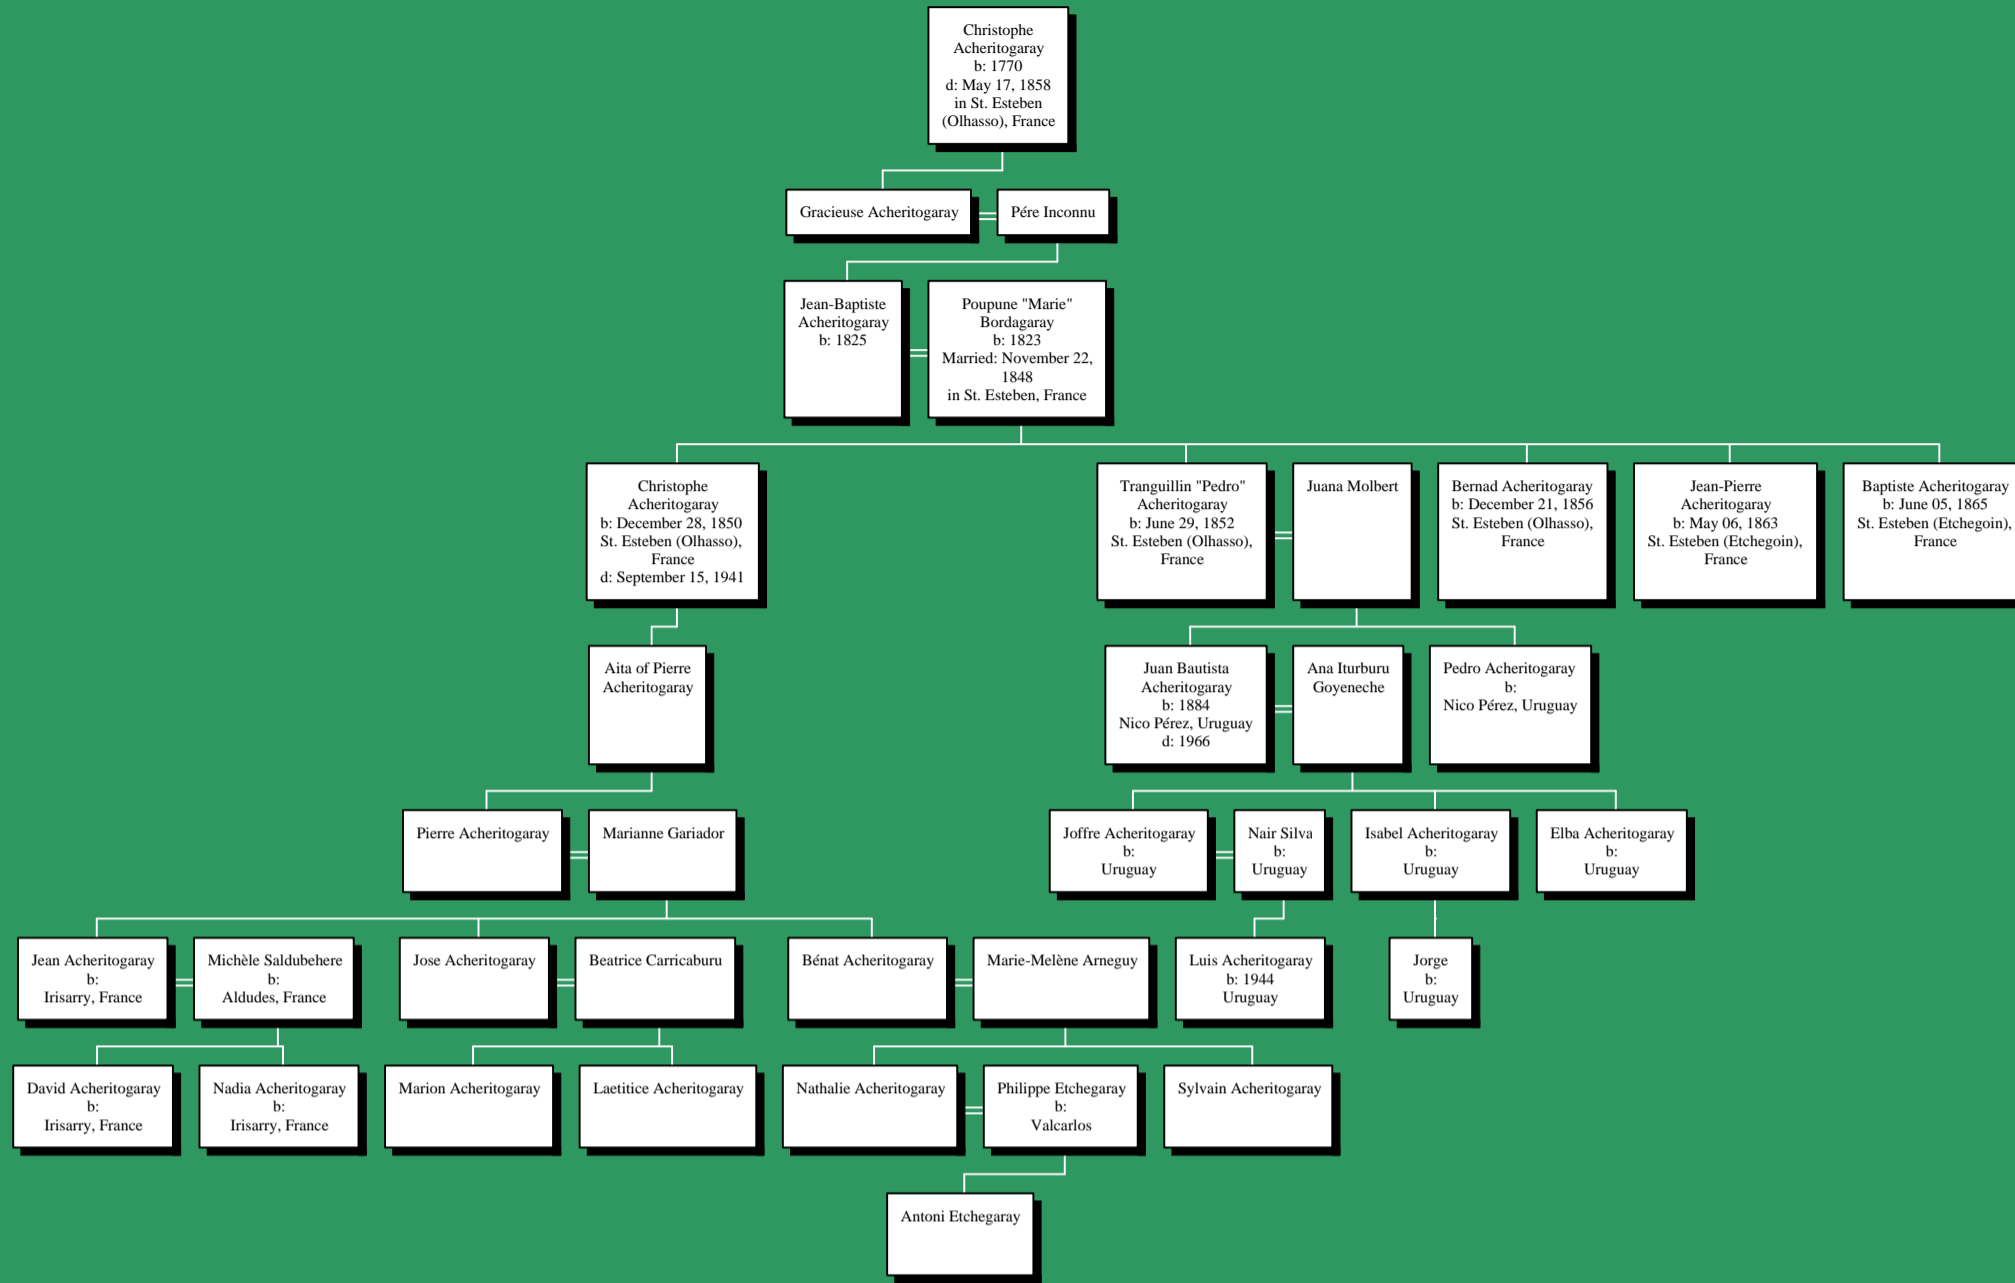 Christophe
Acheritogaray
b: 1770
d: May 17, 1858
in St. Esteben
(Olhasso), France
Gracieuse Acheritogaray
Pére Inconnu
Jean-Baptiste
Acheritogaray
b: 1825
Poupune "Marie"
Bordagaray
b: 1823
Married: November 22,
1848
in St. Esteben, France
Christophe
Acheritogaray
b: December 28, 1850
St. Esteben (Olhasso),
France
d: September 15, 1941
Tranguillin "Pedro"
Acheritogaray
b: June 29, 1852
St. Esteben (Olhasso),
France
Juana Molbert
Bernad Acheritogaray
b: December 21, 1856
St. Esteben (Olhasso),
France
Jean-Pierre
Acheritogaray
b: May 06, 1863
St. Esteben (Etchegoin),
France
Baptiste Acheritogaray
b: June 05, 1865
St. Esteben (Etchegoin),
France
Aita of Pierre
Acheritogaray
Juan Bautista
Acheritogaray
b: 1884
Nico Pérez, Uruguay
d: 1966
Ana Iturburu
Goyeneche
Pedro Acheritogaray
b:
Nico Pérez, Uruguay
Pierre Acheritogaray
Marianne Gariador
Joffre Acheritogaray
b:
Uruguay
Nair Silva
b:
Uruguay
Isabel Acheritogaray
b:
Uruguay
Elba Acheritogaray
b:
Uruguay
Jean Acheritogaray
b:
Irisarry, France
Michèle Saldubehere
b:
Aldudes, France
Jose Acheritogaray
Beatrice Carricaburu
Bénat Acheritogaray
Marie-Melène Arneguy
Luis Acheritogaray
b: 1944
Uruguay
Jorge
b:
Uruguay
David Acheritogaray
b:
Irisarry, France
Nadia Acheritogaray
b:
Irisarry, France
Marion Acheritogaray
Laetitice Acheritogaray
Nathalie Acheritogaray
Philippe Etchegaray
b:
Valcarlos
Sylvain Acheritogaray
Antoni Etchegaray